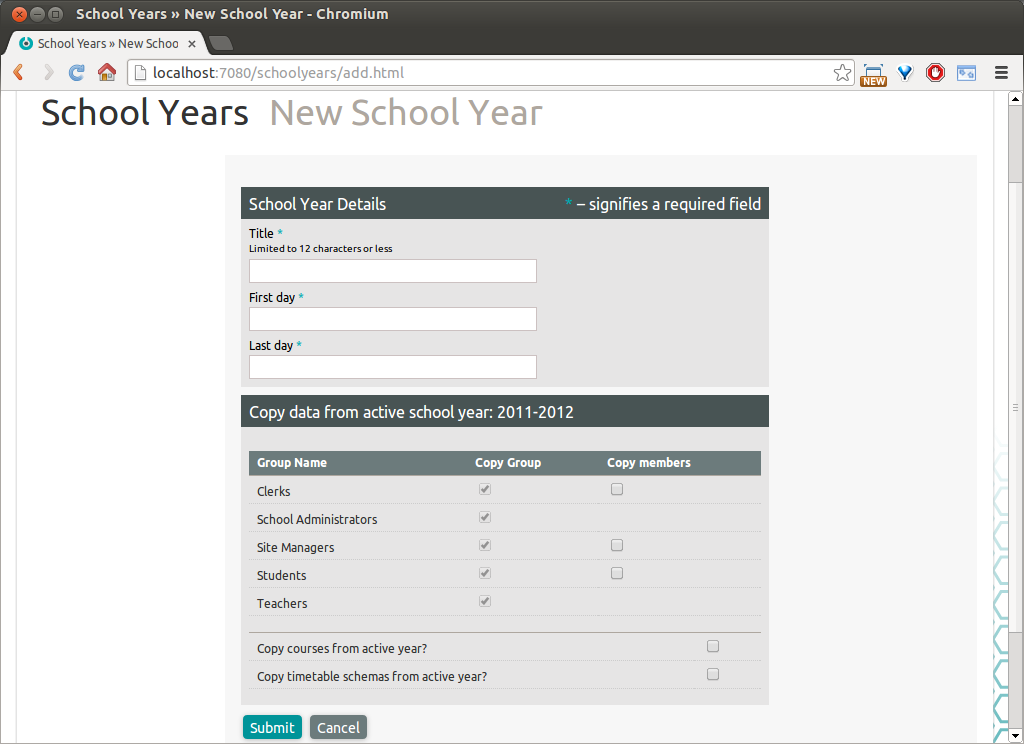 School Years » New School Year - Chromium
School Years » New Schoo
localhost:7080/schoolyears/add.html
NEW
School Years New School Year
School Year Details * – signifies a required field
Title *
Limited to 12 characters or less
First day *
Last day *
Copy data from active school year: 2011-2012
Group Name Copy Group Copy members
Clerks
School Administrators
Site Managers
Students
Teachers
Copy courses from active year?
Copy timetable schemas from active year?
Submit Cancel